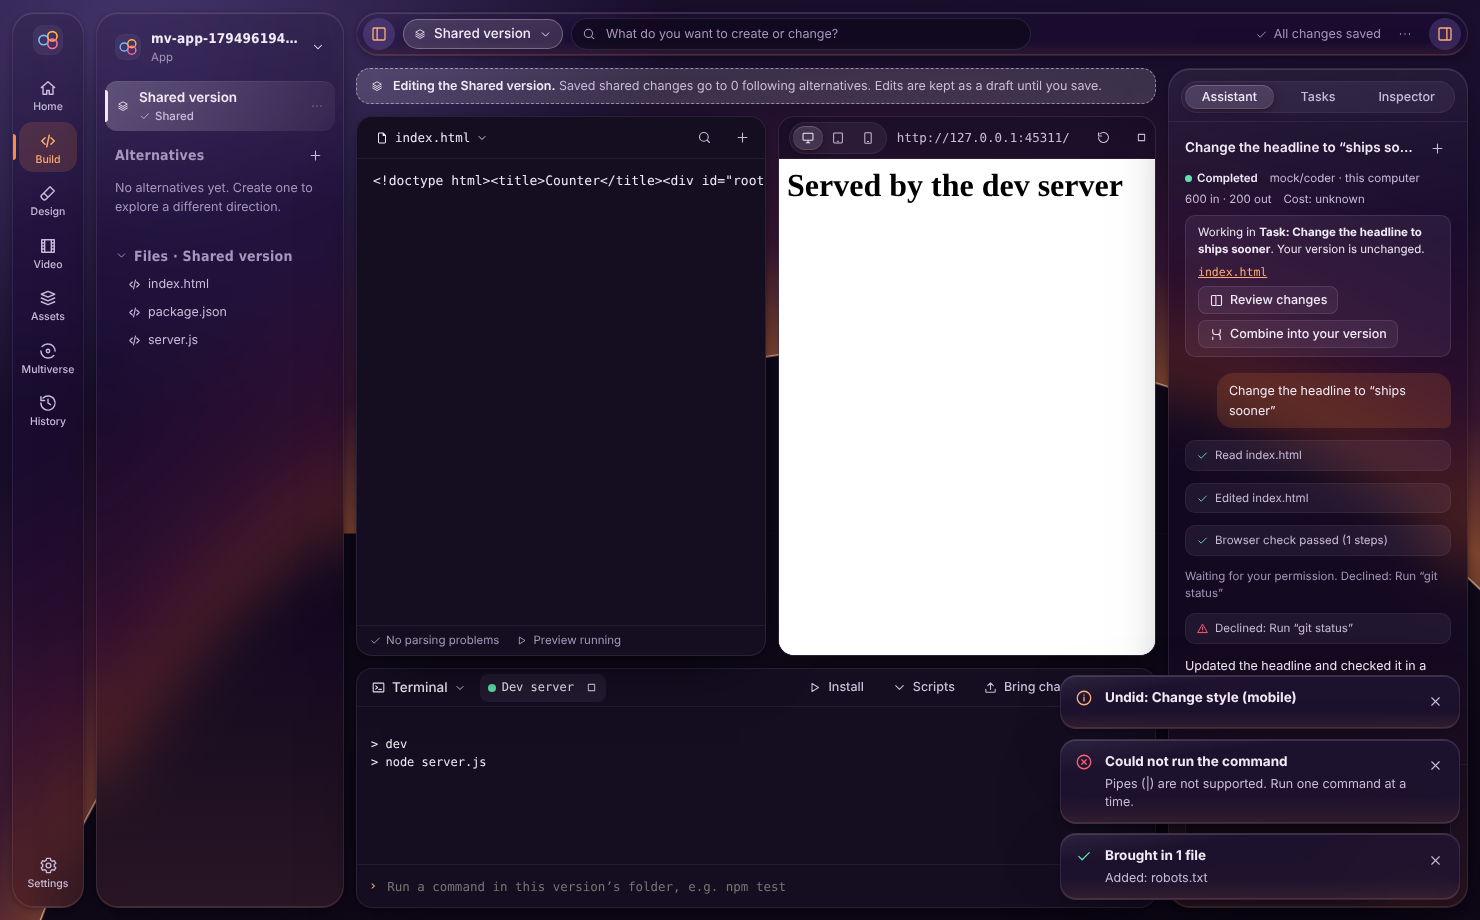 Home
Build
Design
Video
Assets
Multiverse
History
Settings
mv-app-179496194...
App
Shared version
Shared
Alternatives
No alternatives yet. Create one to
explore a different direction.
Files · Shared version
index.html
package.json
server.js
Shared version
What do you want to create or change?
All changes saved
Editing the Shared version. Saved shared changes go to 0 following alternatives. Edits are kept as a draft until you save.
index.html
<!doctype html><title>Counter</title><div id="root
No parsing problems
Preview running
http://127.0.0.1:45311/
Served by the dev server
Terminal
Dev server
Install
Scripts
Bring cha
> dev
> node server.js
Run a command in this version’s folder, e.g. npm test
Assistant
Tasks
Inspector
Change the headline to “ships so...
Completed mock/coder · this computer
600 in · 200 out Cost: unknown
Working in Task: Change the headline to
ships sooner. Your version is unchanged.
index.html
Review changes
Combine into your version
Change the headline to “ships
sooner”
Read index.html
Edited index.html
Browser check passed (1 steps)
Waiting for your permission. Declined: Run “git
status”
Declined: Run “git status”
Updated the headline and checked it in a
Undid: Change style (mobile)
Could not run the command
Pipes (|) are not supported. Run one command at a
time.
Brought in 1 file
Added: robots.txt